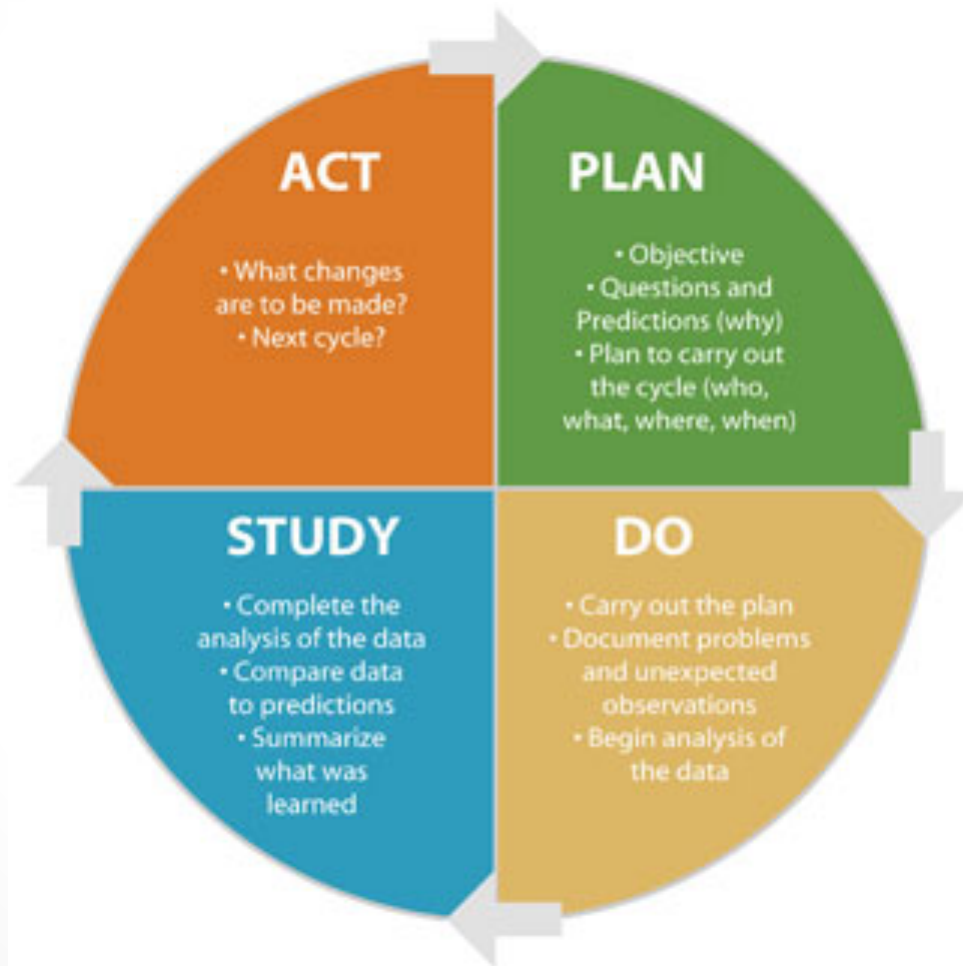 ACT
• What changes
are to be made?
• Next cycle?
PLAN
• Objective
• Questions and
Predictions (why)
• Plan to carry out
the cycle (who,
what, where, when)
STUDY
• Complete the
analysis of the data
• Compare data
to predictions
• Summarize
what was
learned
DO
• Carry out the plan
• Document problems
and unexpected
observations
• Begin analysis of
the data